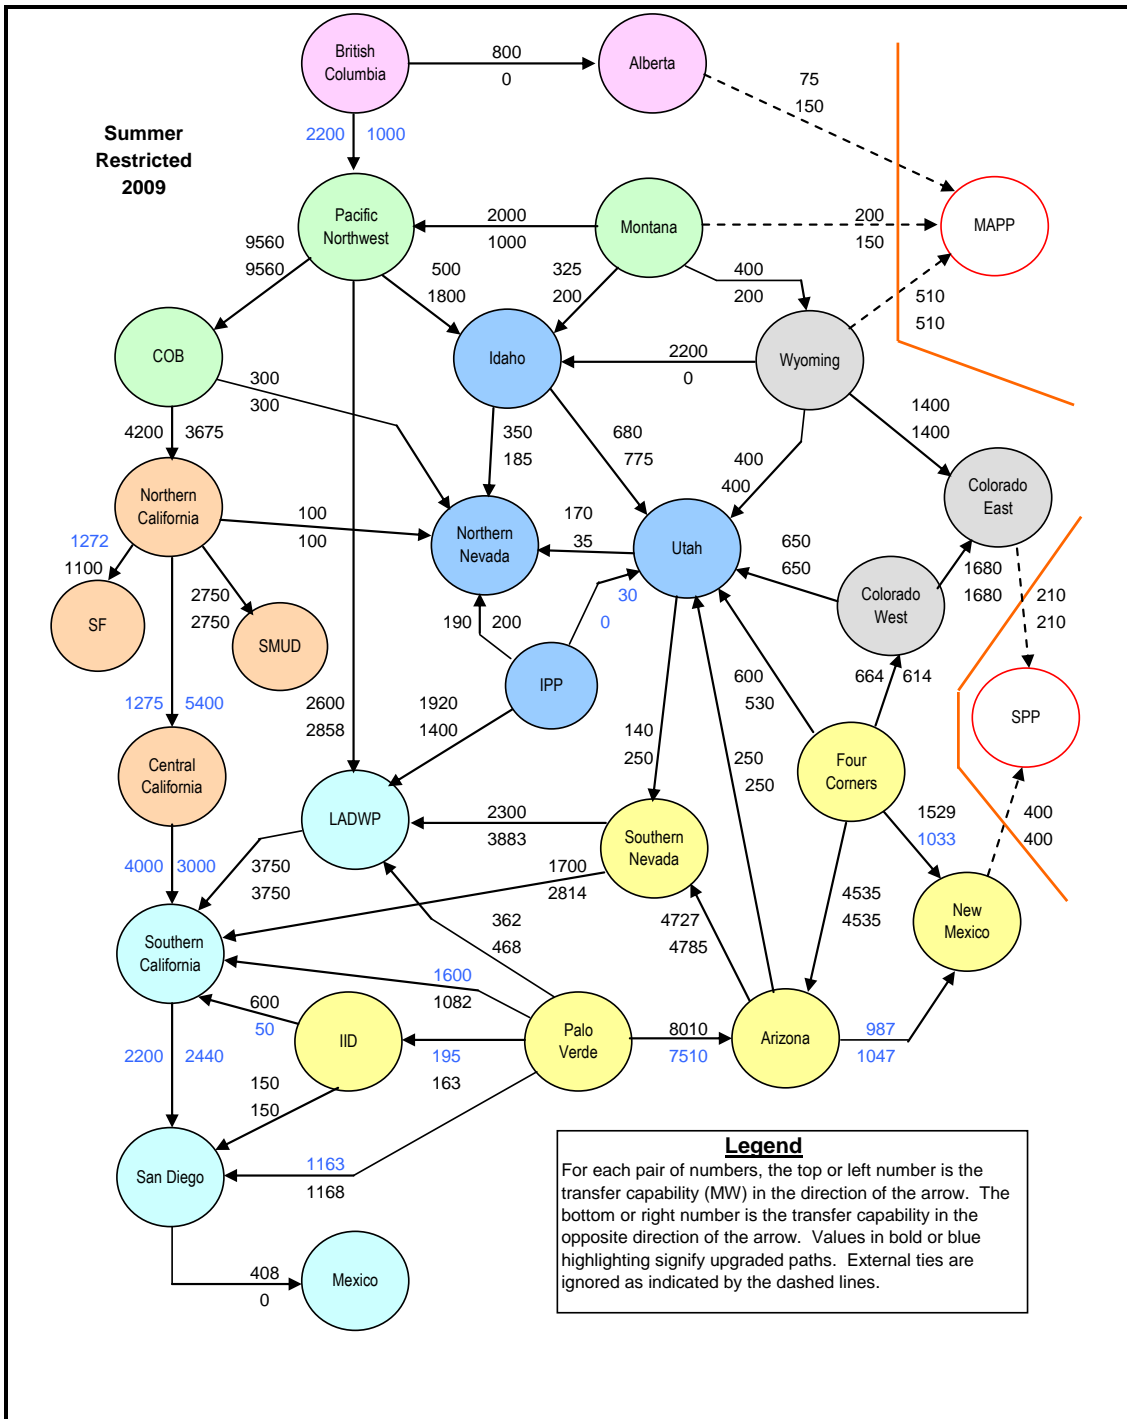 British
Columbia
800
0
Alberta
75
150
Summer
Restricted
2009
2200 1000
Pacific
Northwest
2000
1000
Montana
200
150
MAPP
9560
9560
500
1800
325
200
400
200
510
510
COB
Idaho
2200
0
Wyoming
300
300
4200 3675
350
185
680
775
400
400
1400
1400
Northern
California
Colorado
East
100
100
Northern
Nevada
170
35
Utah
650
650
1680
1680
1272
1100
SF
2750
2750
SMUD
190 200
30
0
Colorado
West
210
210
IPP
664 614
600
530
SPP
1275 5400
2600
2858
1920
1400
140
250
250
250
Four
Corners
Central
California
LADWP
2300
3883
Southern
Nevada
1529
1033
400
400
4000 3000
3750
3750
1700
2814
4535
4535
New
Mexico
362
468
4727
4785
Southern
California
1600
1082
600
50
IID
Palo
Verde
8010
7510
Arizona
987
1047
2200 2440
195
163
150
150
1163
1168
San Diego
408
0
Mexico
Legend
For each pair of numbers, the top or left number is the
transfer capability (MW) in the direction of the arrow. The
bottom or right number is the transfer capability in the
opposite direction of the arrow. Values in bold or blue
highlighting signify upgraded paths. External ties are
ignored as indicated by the dashed lines.